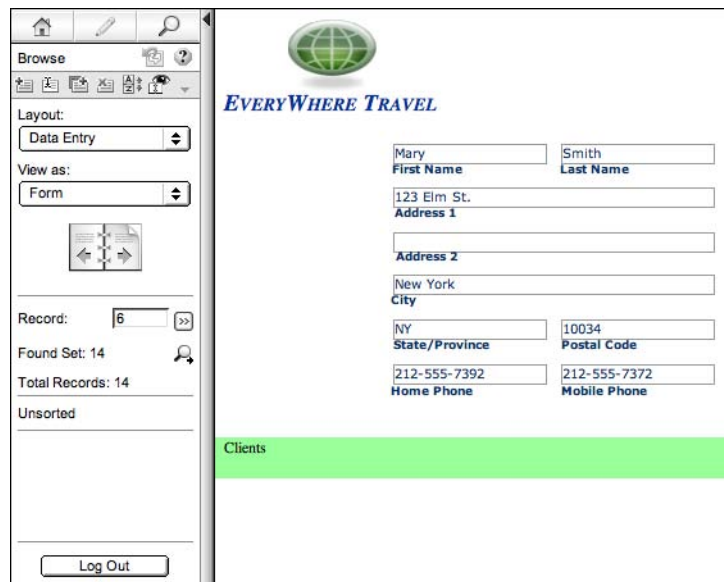 Browse
?
Layout:
Data Entry
View as:
Form
Record: 6 >>
Found Set: 14
Total Records: 14
Unsorted
Log Out
EVERYWHERE TRAVEL
Mary Smith
First Name Last Name
123 Elm St.
Address 1
Address 2
New York
City
NY 10034
State/Province Postal Code
212-555-7392 212-555-7372
Home Phone Mobile Phone
Clients